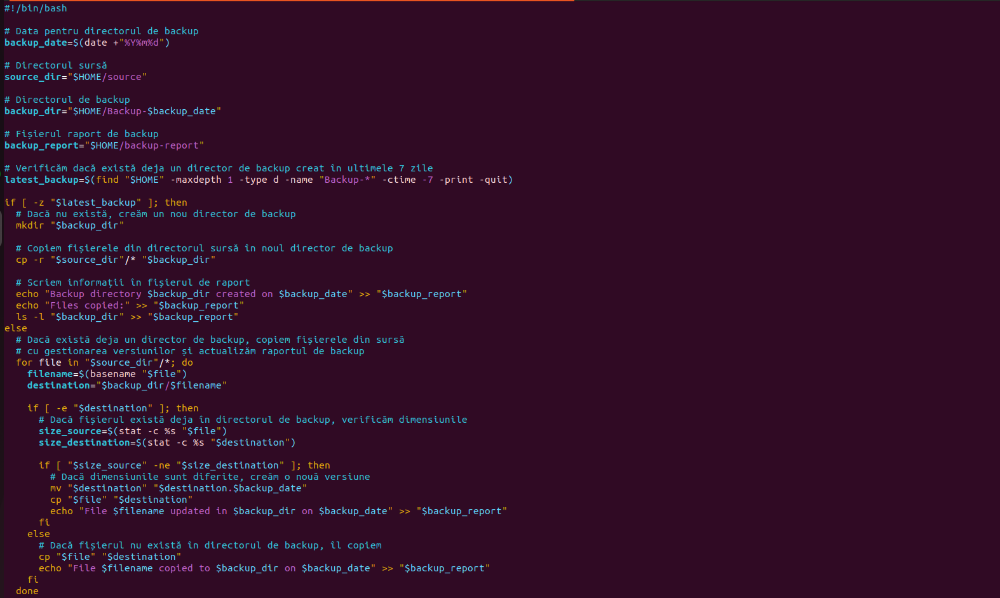 #!/bin/bash
# Data pentru directorul de backup
backup_date=$(date +"%Y%m%d")
# Directorul sursă
source_dir="$HOME/source"
# Directorul de backup
backup_dir="$HOME/Backup-$backup_date"
# Fișierul raport de backup
backup_report="$HOME/backup-report"
# Verificăm dacă există deja un director de backup creat în ultimele 7 zile
latest_backup=$(find "$HOME" -maxdepth 1 -type d -name "Backup-*" -ctime -7 -print -quit)
if [ -z "$latest_backup" ]; then
  # Dacă nu există, creăm un nou director de backup
  mkdir "$backup_dir"
  # Copiem fișierele din directorul sursă în noul director de backup
  cp -r "$source_dir"/* "$backup_dir"
  # Scriem informații în fișierul de raport
  echo "Backup directory $backup_dir created on $backup_date" >> "$backup_report"
  echo "Files copied:" >> "$backup_report"
  ls -l "$backup_dir" >> "$backup_report"
else
  # Dacă există deja un director de backup, copiem fișierele din sursă
  # cu gestionarea versiunilor și actualizăm raportul de backup
  for file in "$source_dir"/*; do
    filename=$(basename "$file")
    destination="$backup_dir/$filename"
    if [ -e "$destination" ]; then
      # Dacă fișierul există deja în directorul de backup, verificăm dimensiunile
      size_source=$(stat -c %s "$file")
      size_destination=$(stat -c %s "$destination")
      if [ "$size_source" -ne "$size_destination" ]; then
        # Dacă dimensiunile sunt diferite, creăm o nouă versiune
        mv "$destination" "$destination.$backup_date"
        cp "$file" "$destination"
        echo "File $filename updated in $backup_dir on $backup_date" >> "$backup_report"
      fi
    else
      # Dacă fișierul nu există în directorul de backup, îl copiem
      cp "$file" "$destination"
      echo "File $filename copied to $backup_dir on $backup_date" >> "$backup_report"
    fi
  done